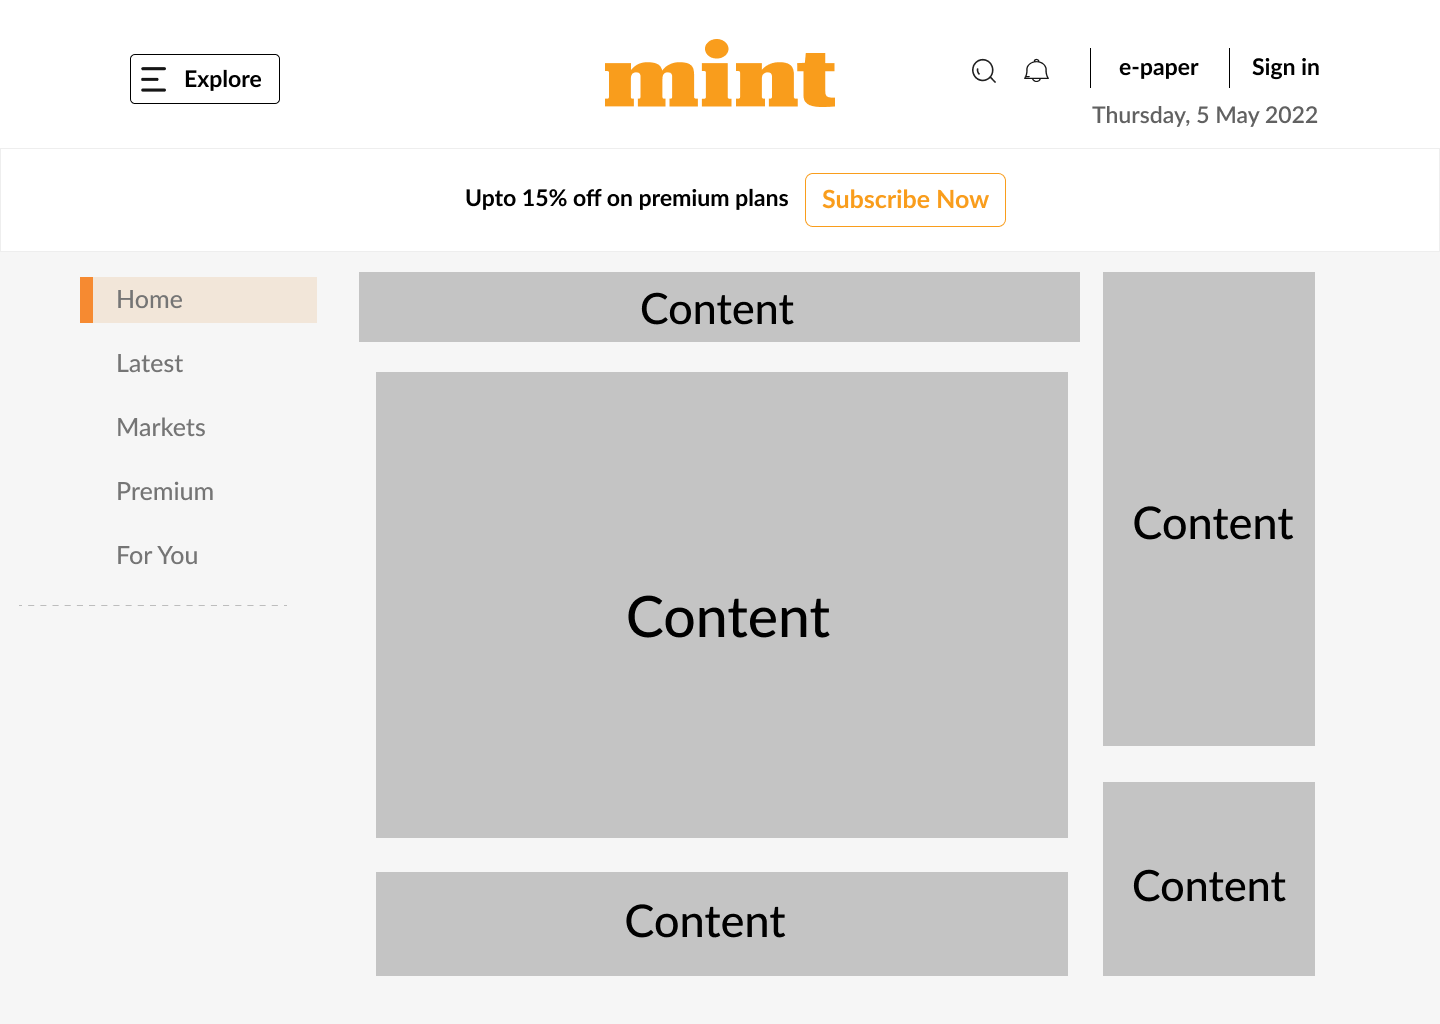 Explore
mint
e-paper
Sign in
Thursday, 5 May 2022
Upto 15% off on premium plans
Subscribe Now
Home
Latest
Markets
Premium
For You
Content
Content
Content
Content
Content